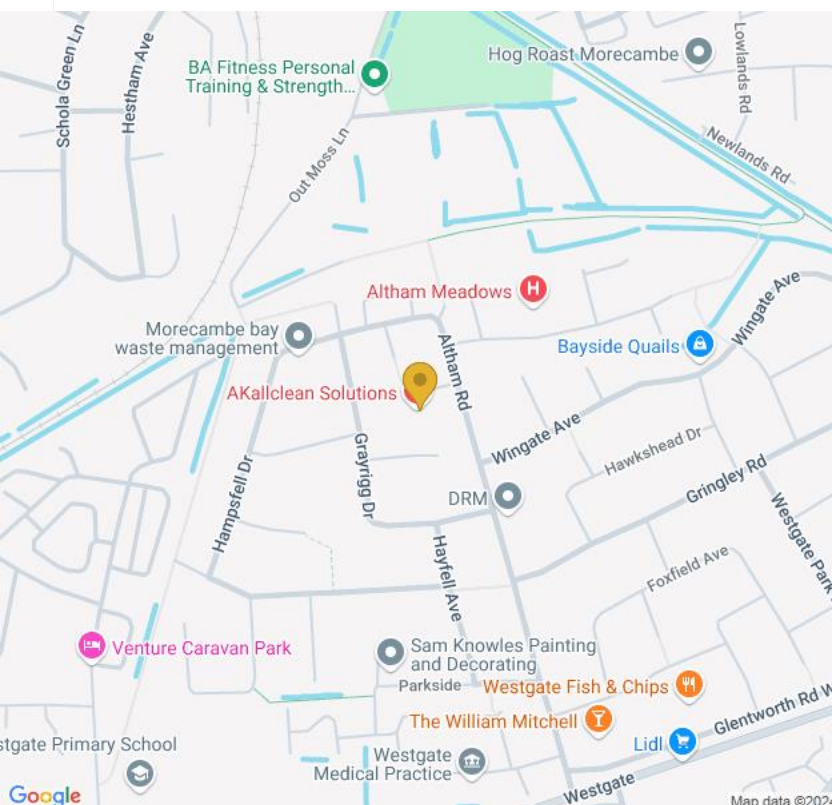 Schola Green Ln
Hestham Ave
BA Fitness Personal
Training & Strength...
Hog Roast Morecambe
Lowlands Rd
Newlands Rd
Out Moss Ln
Altham Meadows
H
Wingate Ave
Morecambe bay
waste management
Bayside Quails
Altham Rd
AKallclean Solutions
Wingate Ave
Hawkshead Dr
Grayrigg Dr
Gringley Rd
Hampsfell Dr
DRM
Westgate Park
Hayfell Ave
Foxfield Ave
Venture Caravan Park
Sam Knowles Painting
and Decorating
Parkside
Westgate Fish & Chips
The William Mitchell
Glentworth Rd W
stgate Primary School
Lidl
Westgate
Medical Practice
Westgate
Google
Map data ©2024